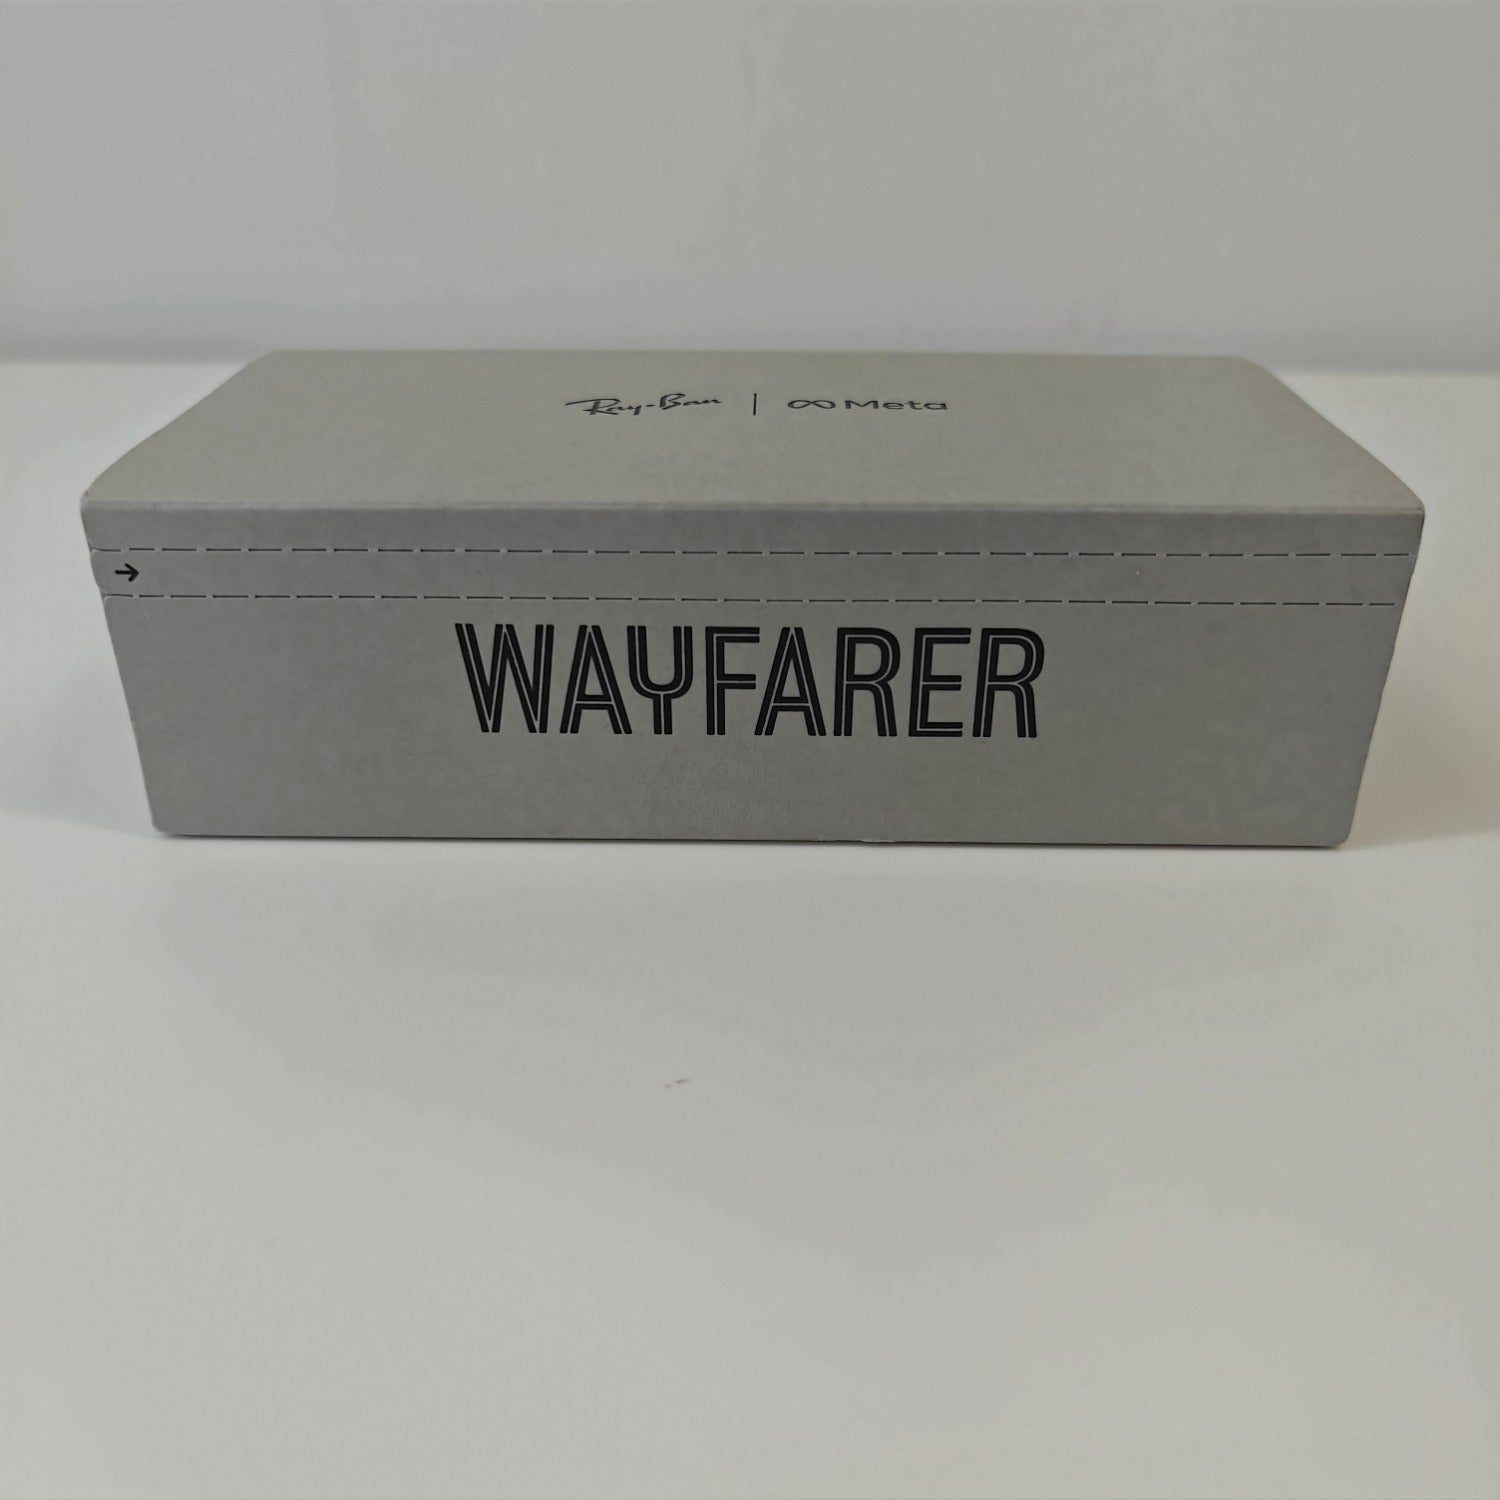 Ray-Ban | Meta
→
WAYFARER